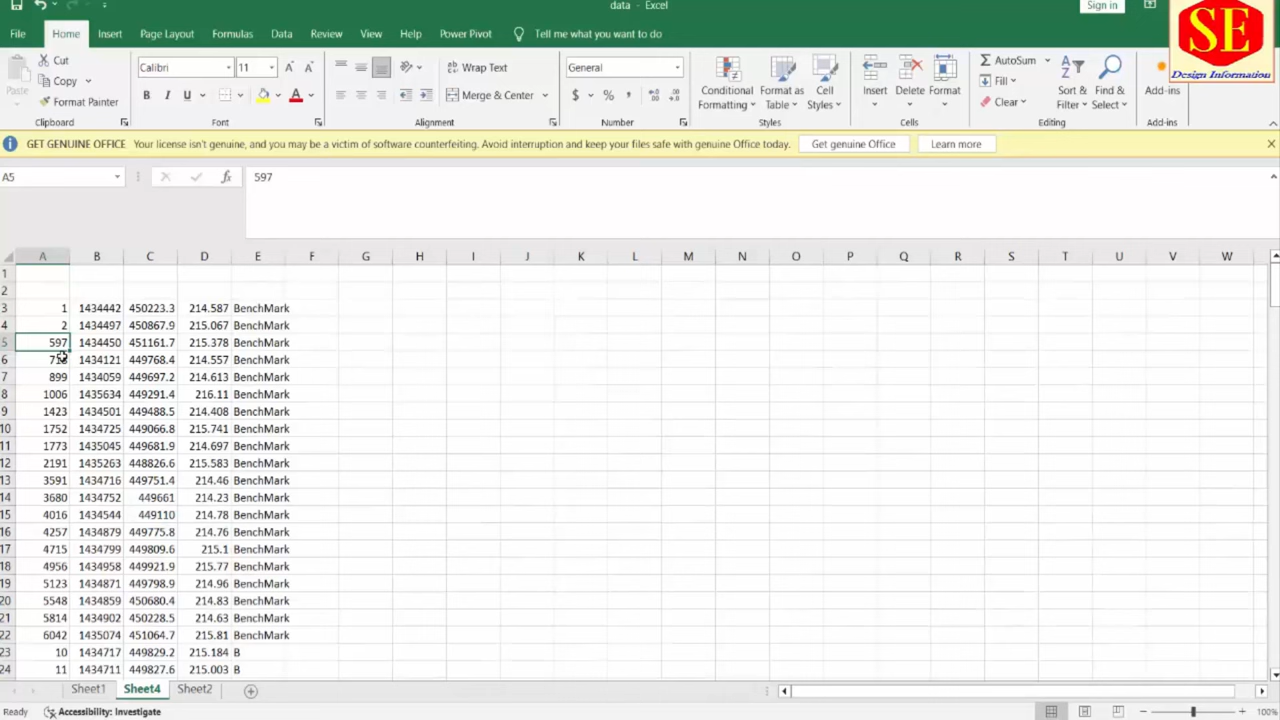 data - Excel
Sign in
SE
Design Information
File Home Insert Page Layout Formulas Data Review View Help Power Pivot Tell me what you want to do
Paste
Cut
Copy
Format Painter
Clipboard
Calibri 11 A A
B I U A
Font
Wrap Text
Merge & Center
Alignment
General
$ % ,
Number
Conditional Formatting
Format as Table
Cell Styles
Styles
Insert Delete Format
Cells
AutoSum
Fill
Clear
Sort & Filter
Find & Select
Editing
Add-ins
Add-ins
GET GENUINE OFFICE Your license isn't genuine, and you may be a victim of software counterfeiting. Avoid interruption and keep your files safe with genuine Office today. Get genuine Office Learn more
A5 fx 597
A B C D E F G H I J K L M N O P Q R S T U V W
1
2
3 1 1434442 450223.3 214.587 BenchMark
4 2 1434497 450867.9 215.067 BenchMark
5 597 1434450 451161.7 215.378 BenchMark
6 1434121 449768.4 214.557 BenchMark
7 899 1434059 449697.2 214.613 BenchMark
8 1006 1435634 449291.4 216.11 BenchMark
9 1423 1434501 449488.5 214.408 BenchMark
10 1752 1434725 449066.8 215.741 BenchMark
11 1773 1435045 449681.9 214.697 BenchMark
12 2191 1435263 448826.6 215.583 BenchMark
13 3591 1434716 449751.4 214.46 BenchMark
14 3680 1434752 449661 214.23 BenchMark
15 4016 1434544 449110 214.78 BenchMark
16 4257 1434879 449775.8 214.76 BenchMark
17 4715 1434799 449809.6 215.1 BenchMark
18 4956 1434958 449921.9 215.77 BenchMark
19 5123 1434871 449798.9 214.96 BenchMark
20 5548 1434859 450680.4 214.83 BenchMark
21 5814 1434902 450228.5 214.63 BenchMark
22 6042 1435074 451064.7 215.81 BenchMark
23 10 1434717 449829.2 215.184 B
24 11 1434711 449827.6 215.003 B
Sheet1 Sheet4 Sheet2
Ready Accessibility: Investigate 100%